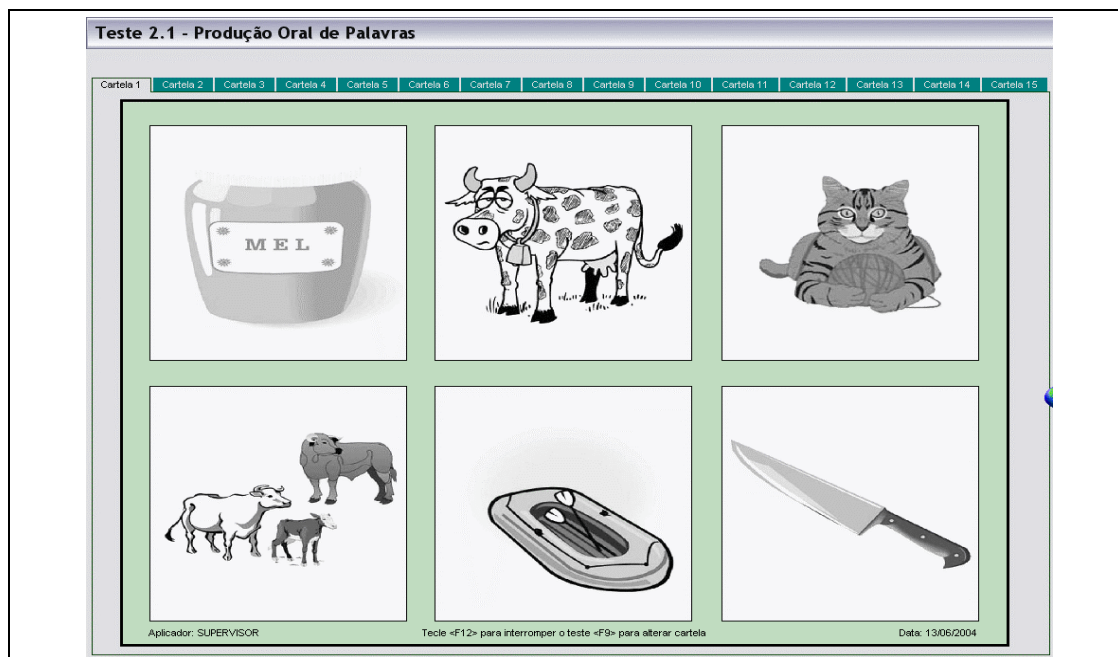 Teste 2.1 - Produção Oral de Palavras
Cartela 1 Cartela 2 Cartela 3 Cartela 4 Cartela 5 Cartela 6 Cartela 7 Cartela 8 Cartela 9 Cartela 10 Cartela 11 Cartela 12 Cartela 13 Cartela 14 Cartela 15
MEL
Aplicador: SUPERVISOR Tecle <F12> para interromper o teste <F9> para alterar cartela Data: 13/06/2004